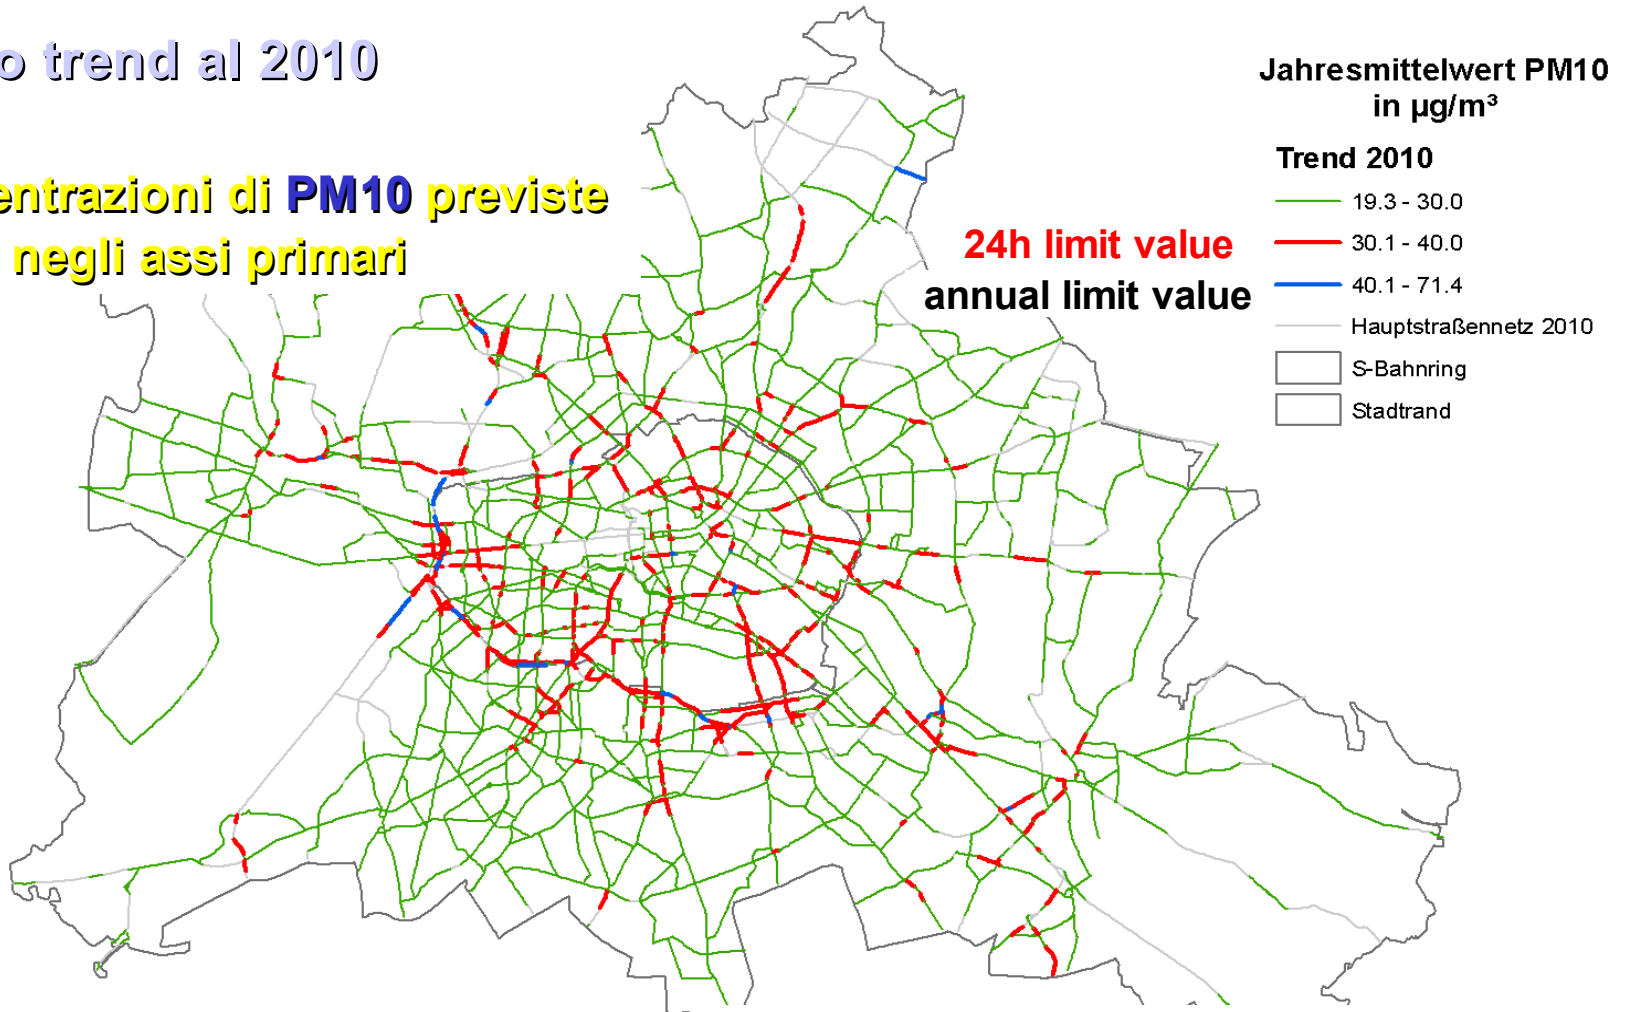 o trend al 2010
entrazioni di PM10 previste
negli assi primari
24h limit value
annual limit value
Jahresmittelwert PM10
in µg/m³
Trend 2010
19.3 - 30.0
30.1 - 40.0
40.1 - 71.4
Hauptstraßennetz 2010
S-Bahnring
Stadtrand